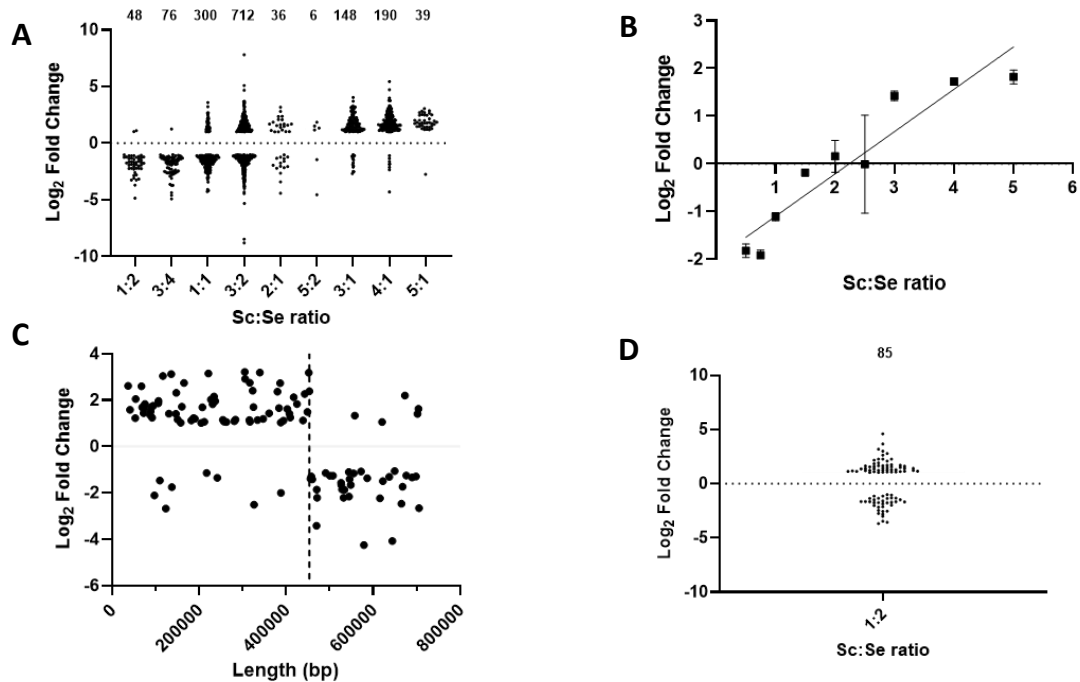 A
48 76 300 712 36 6 148 190 39
10
5
0
-5
-10
Log2 Fold Change
1:2 3:4 1:1 3:2 2:1 5:2 3:1 4:1 5:1
Sc:Se ratio
B
3
2
1
0
-1
-2
Log2 Fold Change
1 2 3 4 5 6
Sc:Se ratio
C
4
2
0
-2
-4
-6
Log2 Fold Change
0 200000 400000 600000 800000
Length (bp)
D
85
10
5
0
-5
-10
Log2 Fold Change
1:2
Sc:Se ratio